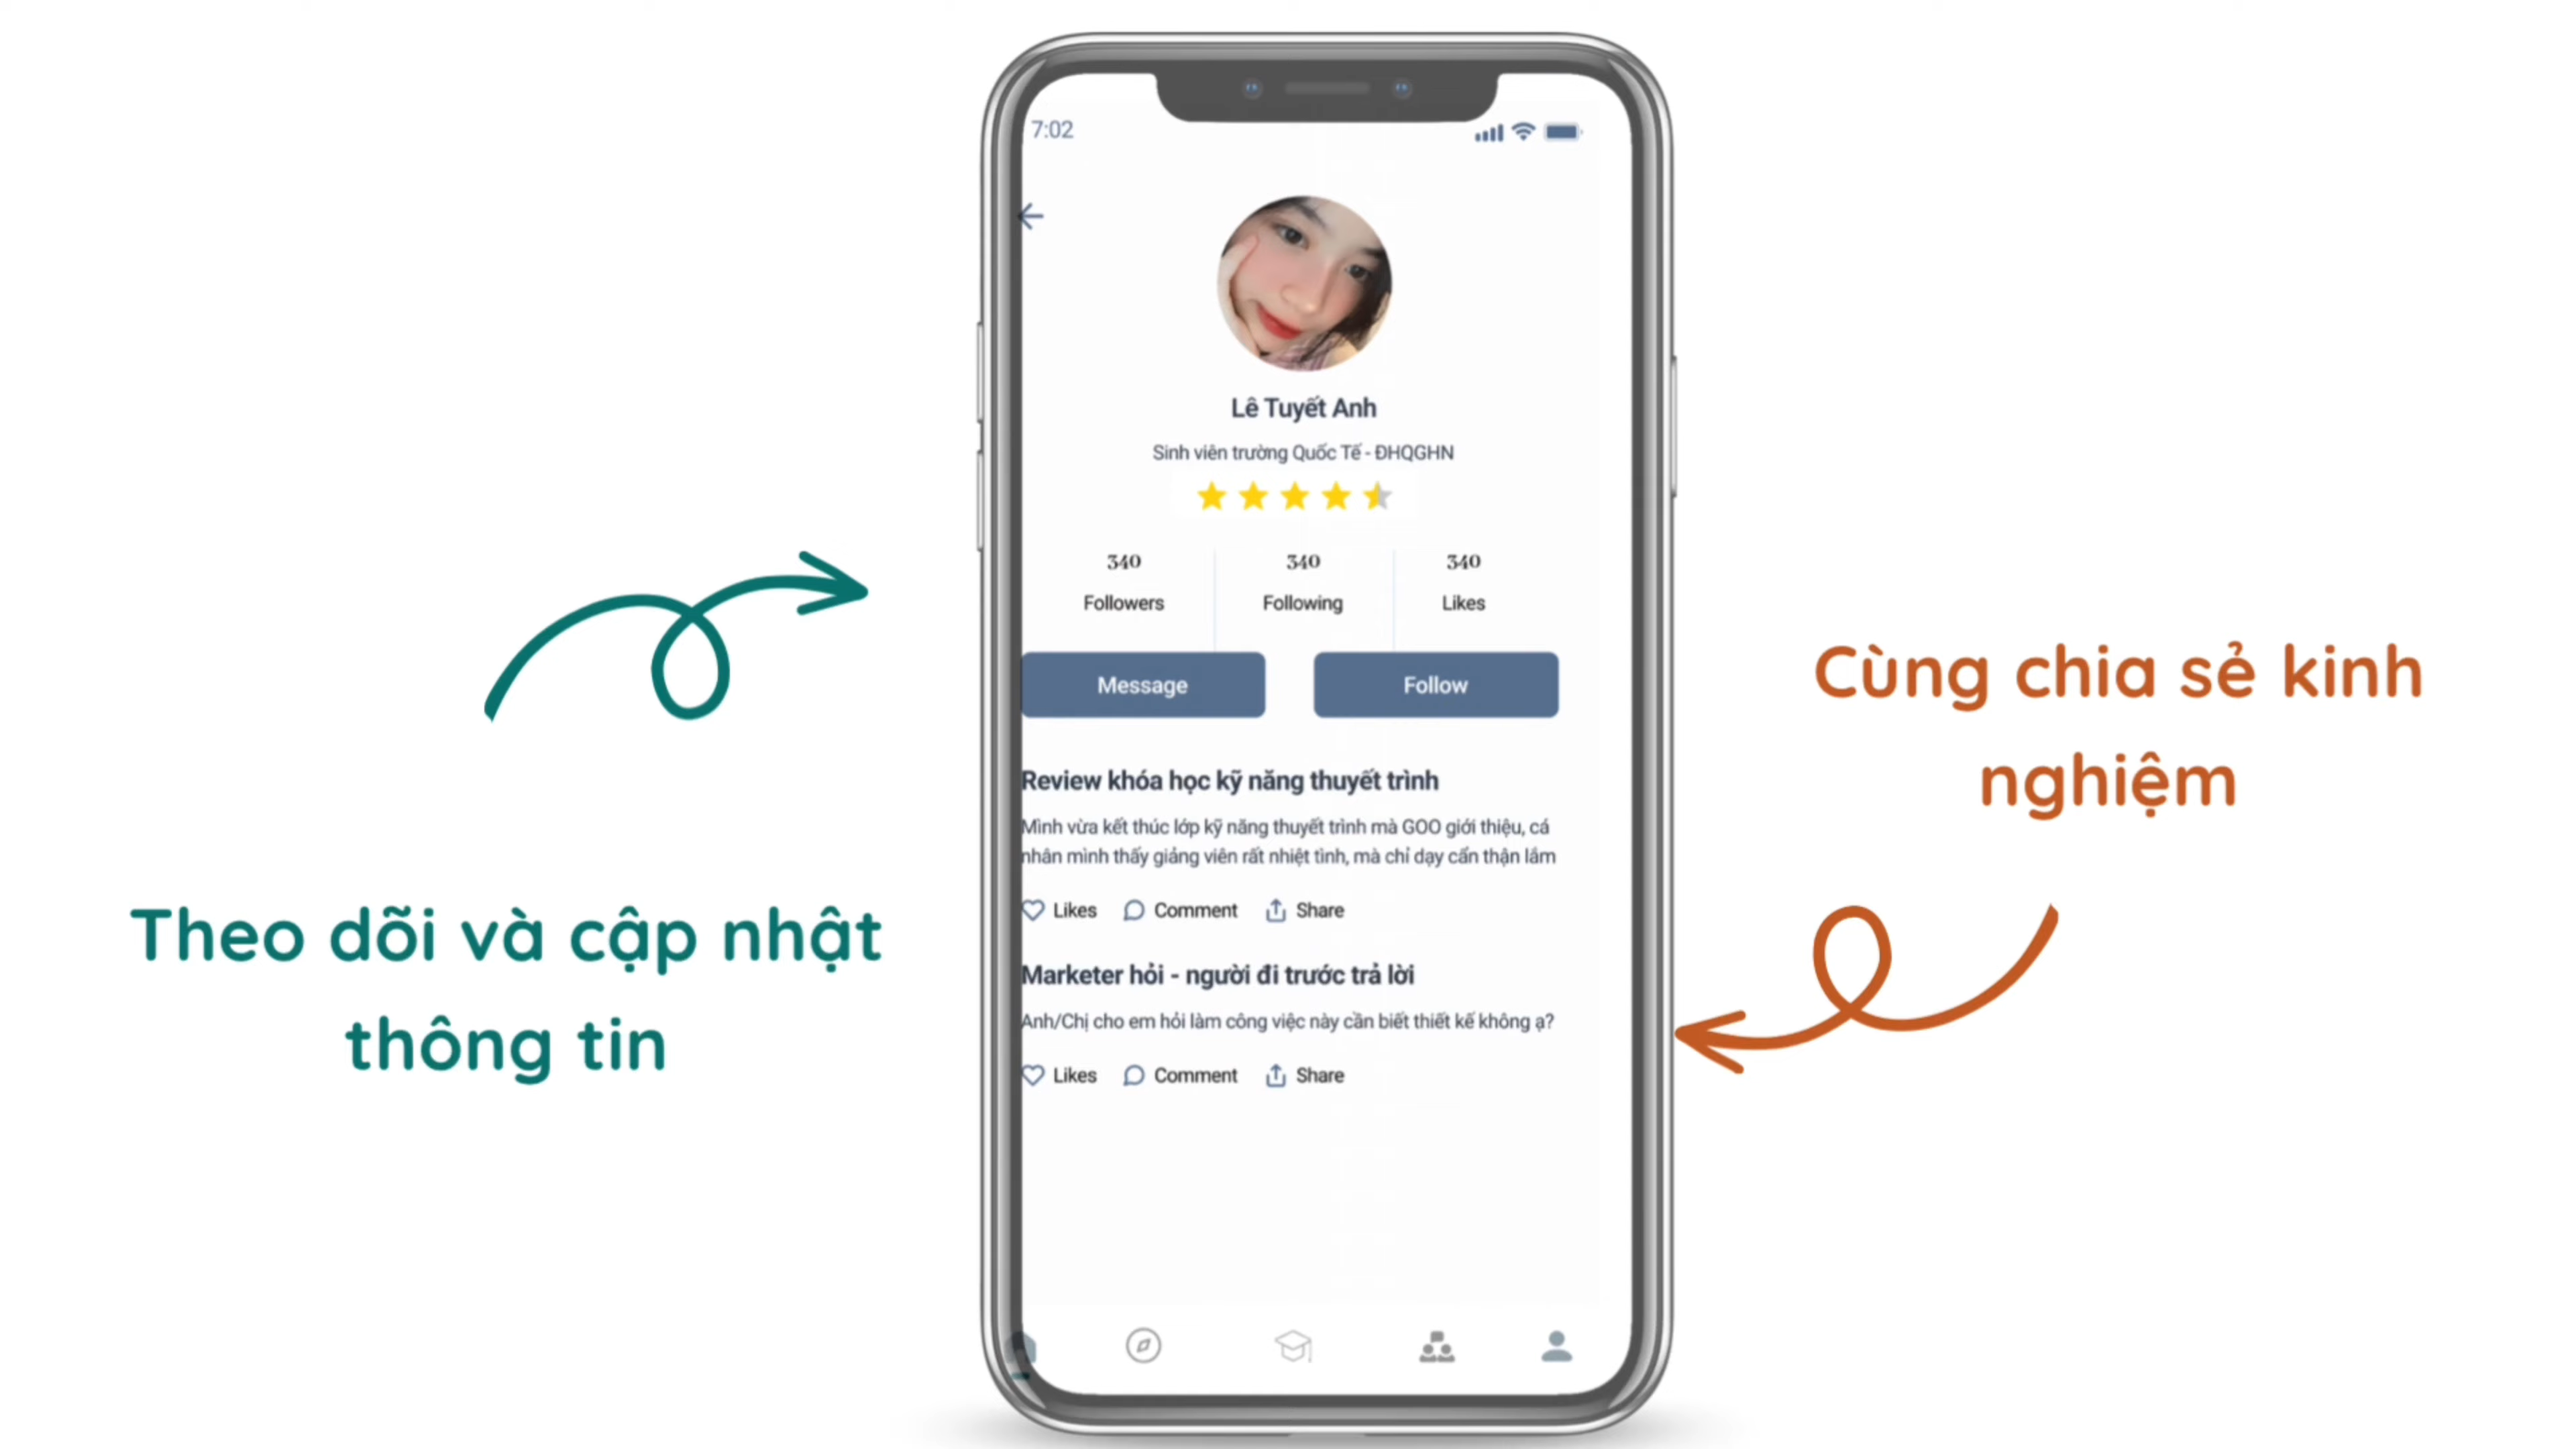 7:02
Lê Tuyết Anh
Sinh viên trường Quốc Tế - ĐHQGHN
340
340
340
Followers
Following
Likes
Message
Follow
Review khóa học kỹ năng thuyết trình
Mình vừa kết thúc lớp kỹ năng thuyết trình mà GOO giới thiệu, cá
nhân mình thấy giảng viên rất nhiệt tình, mà chỉ dạy cẩn thận lắm
Likes
Comment
Share
Marketer hỏi - người đi trước trả lời
Anh/Chị cho em hỏi làm công việc này cần biết thiết kế không ạ?
Likes
Comment
Share
Theo dõi và cập nhật
thông tin
Cùng chia sẻ kinh
nghiệm